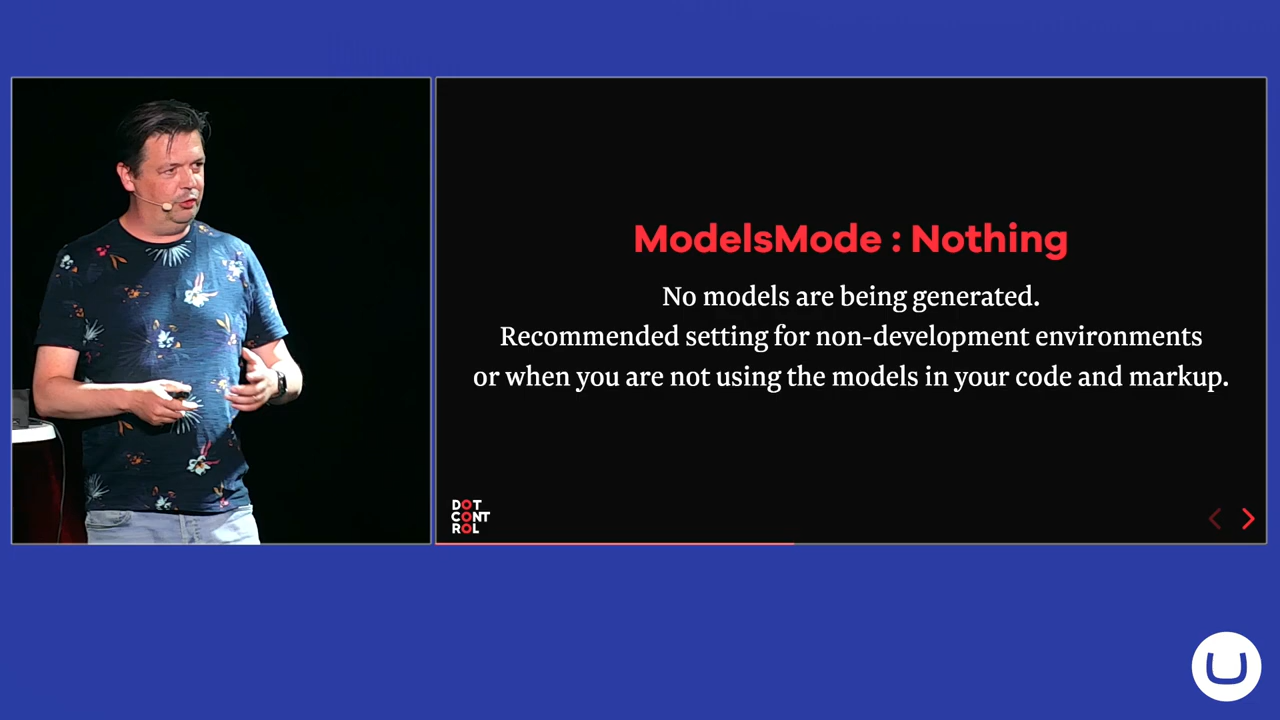 ModelsMode : Nothing
No models are being generated.
Recommended setting for non-development environments
or when you are not using the models in your code and markup.
DOT
CONT
ROL